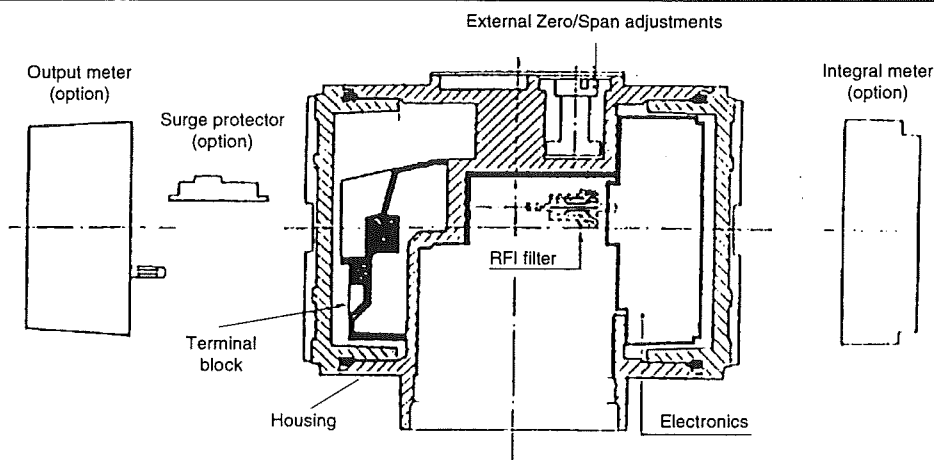 External Zero/Span adjustments
Output meter
(option)
Integral meter
(option)
Surge protector
(option)
RFI filter
Terminal
block
Housing
Electronics